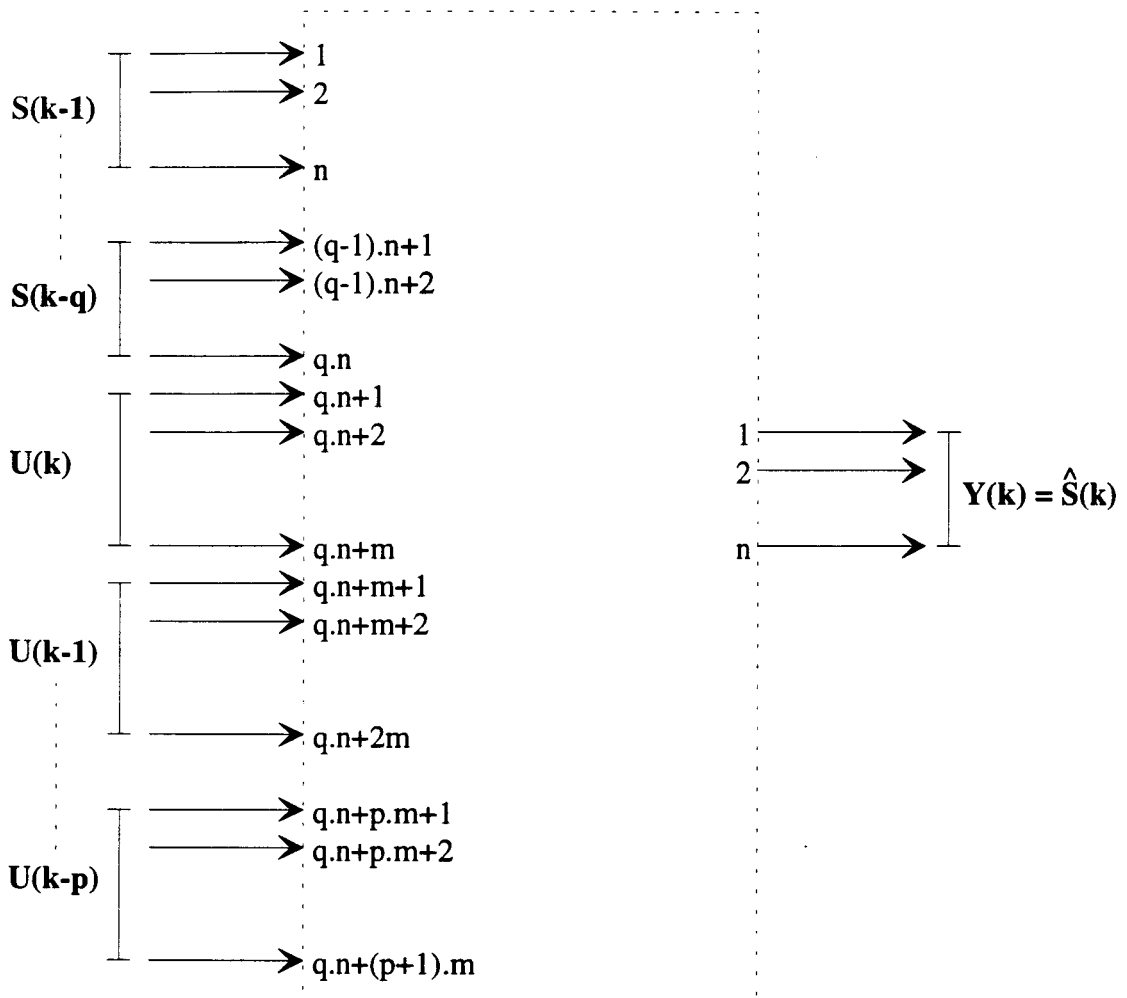 S(k-1)
1
2
n
S(k-q)
(q-1).n+1
(q-1).n+2
q.n
U(k)
q.n+1
q.n+2
q.n+m
U(k-1)
q.n+m+1
q.n+m+2
q.n+2m
U(k-p)
q.n+p.m+1
q.n+p.m+2
q.n+(p+1).m
1
2
n
Y(k) = Ŝ(k)